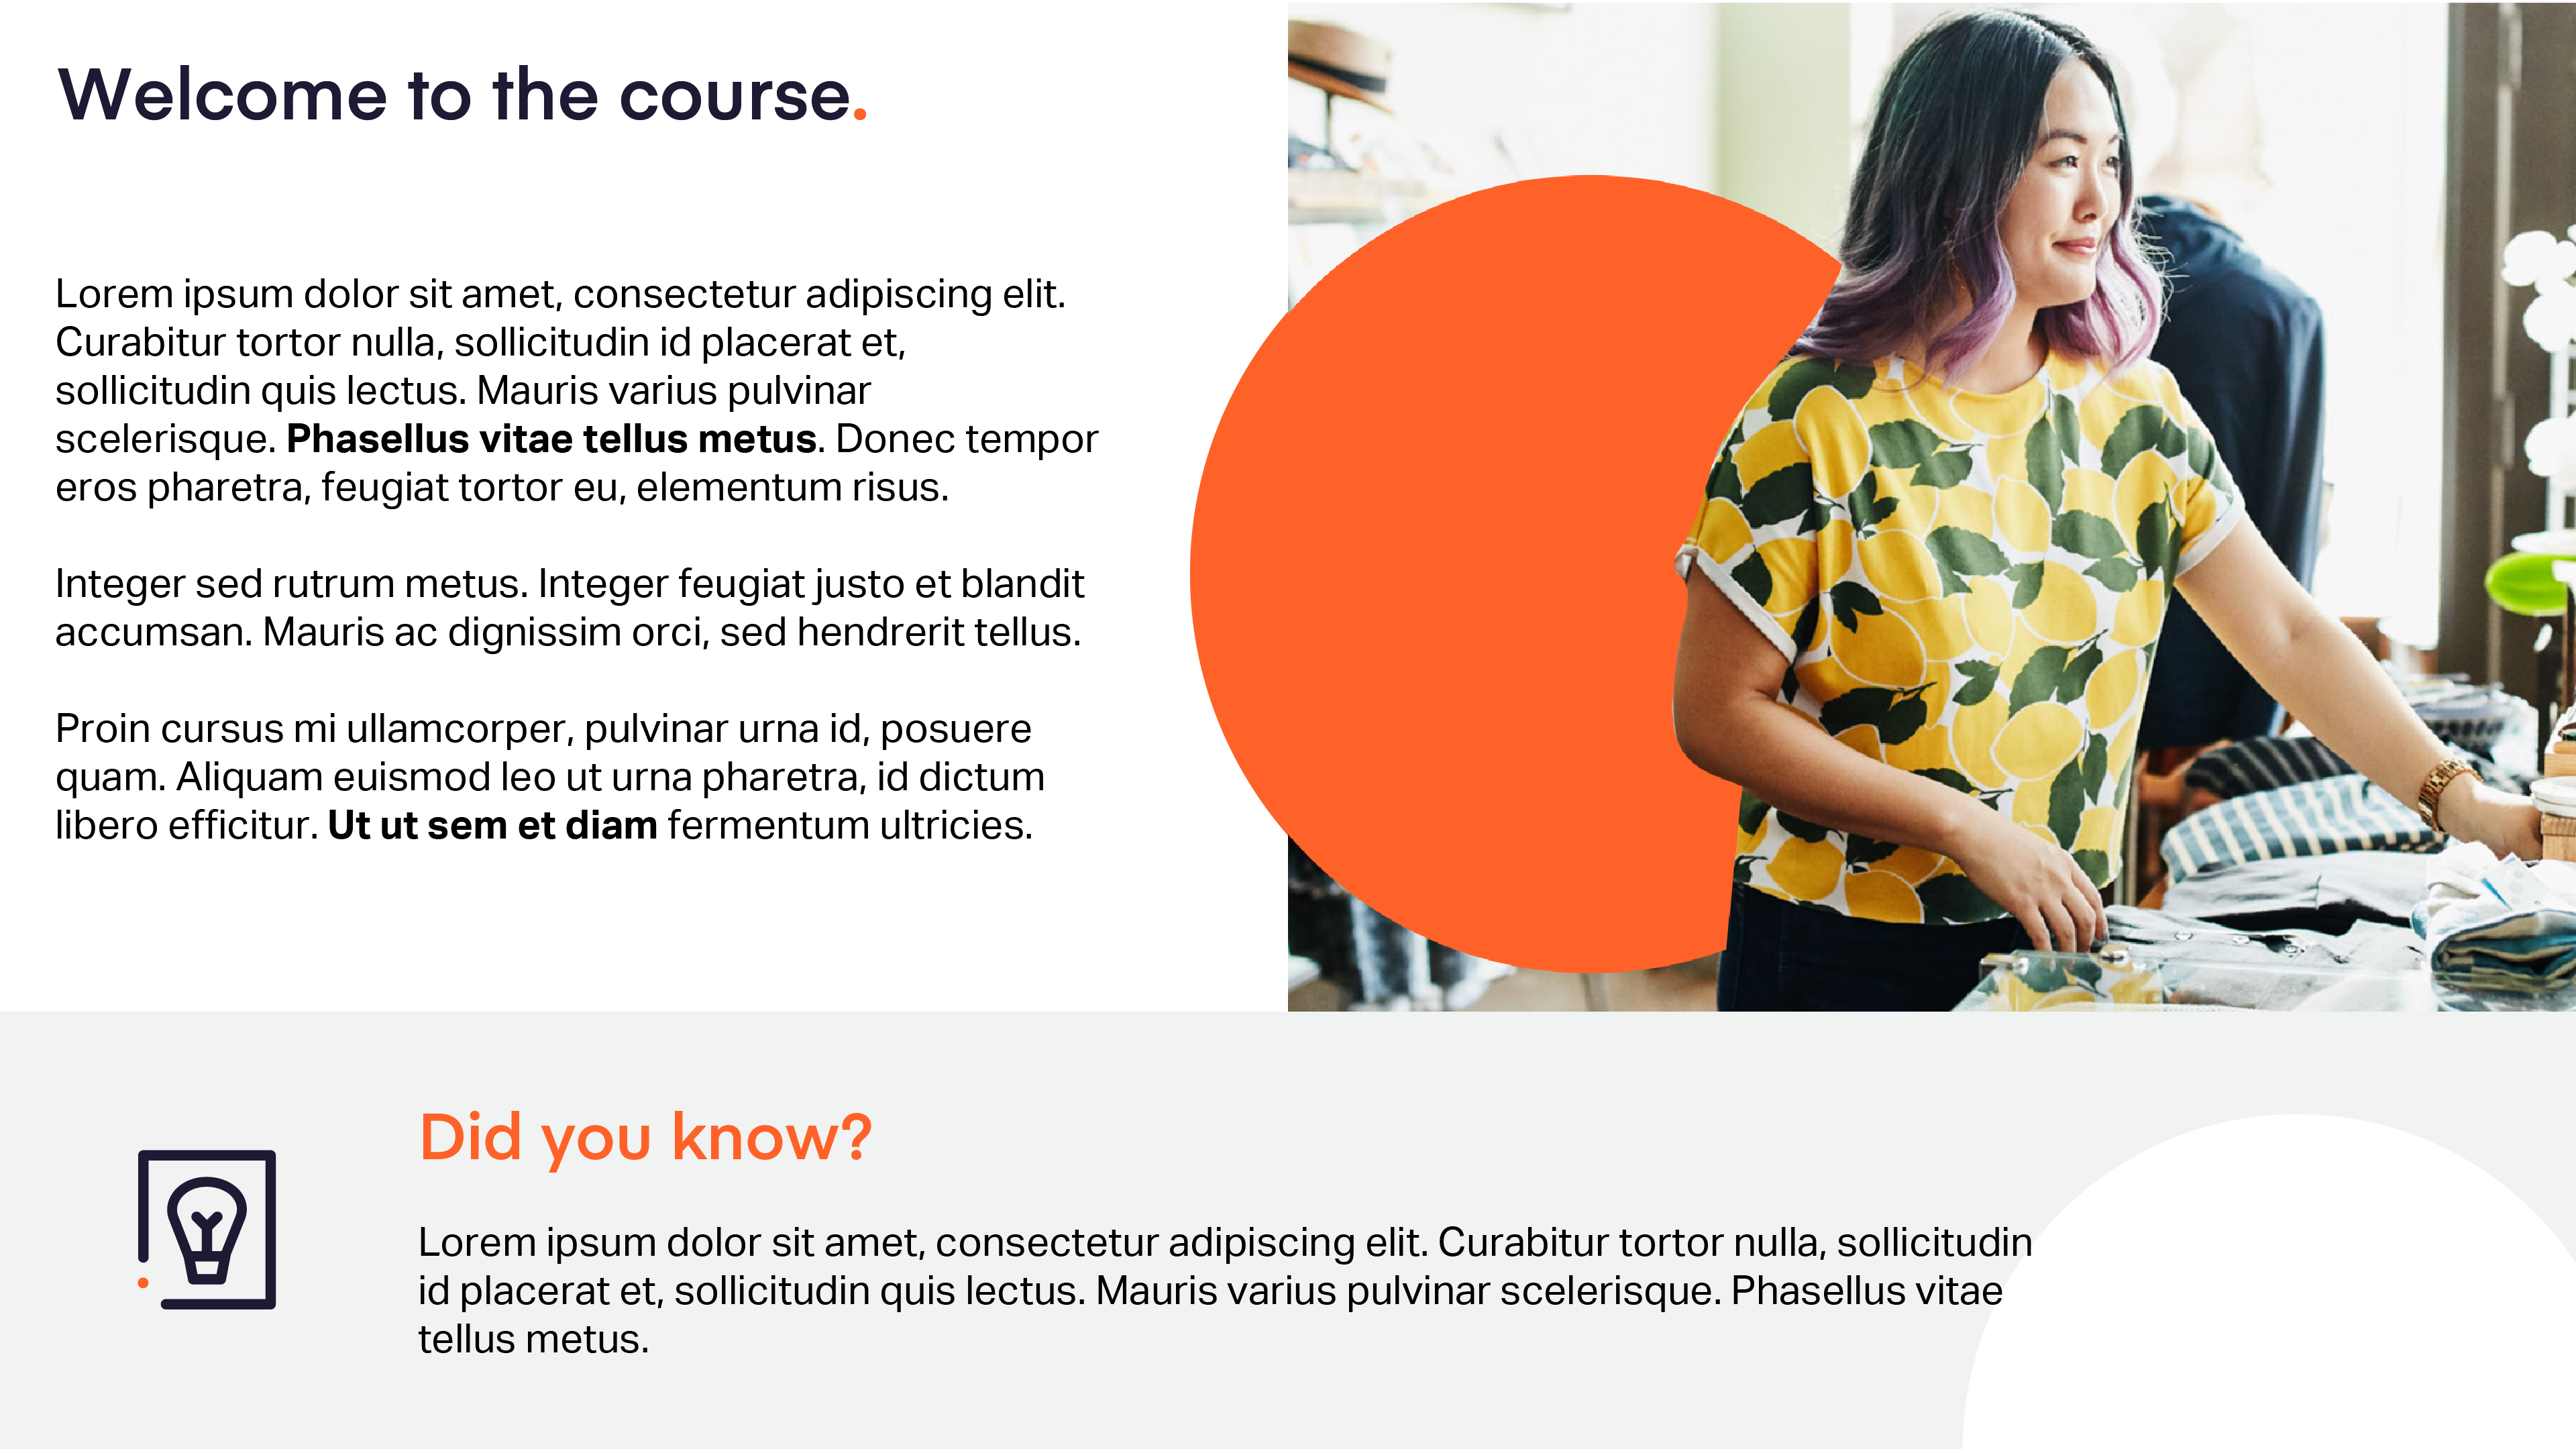 Welcome to the course.
Lorem ipsum dolor sit amet, consectetur adipiscing elit.
Curabitur tortor nulla, sollicitudin id placerat et,
sollicitudin quis lectus. Mauris varius pulvinar
scelerisque. Phasellus vitae tellus metus. Donec tempor
eros pharetra, feugiat tortor eu, elementum risus.
Integer sed rutrum metus. Integer feugiat justo et blandit
accumsan. Mauris ac dignissim orci, sed hendrerit tellus.
Proin cursus mi ullamcorper, pulvinar urna id, posuere
quam. Aliquam euismod leo ut urna pharetra, id dictum
libero efficitur. Ut ut sem et diam fermentum ultricies.
Did you know?
Lorem ipsum dolor sit amet, consectetur adipiscing elit. Curabitur tortor nulla, sollicitudin
id placerat et, sollicitudin quis lectus. Mauris varius pulvinar scelerisque. Phasellus vitae
tellus metus.